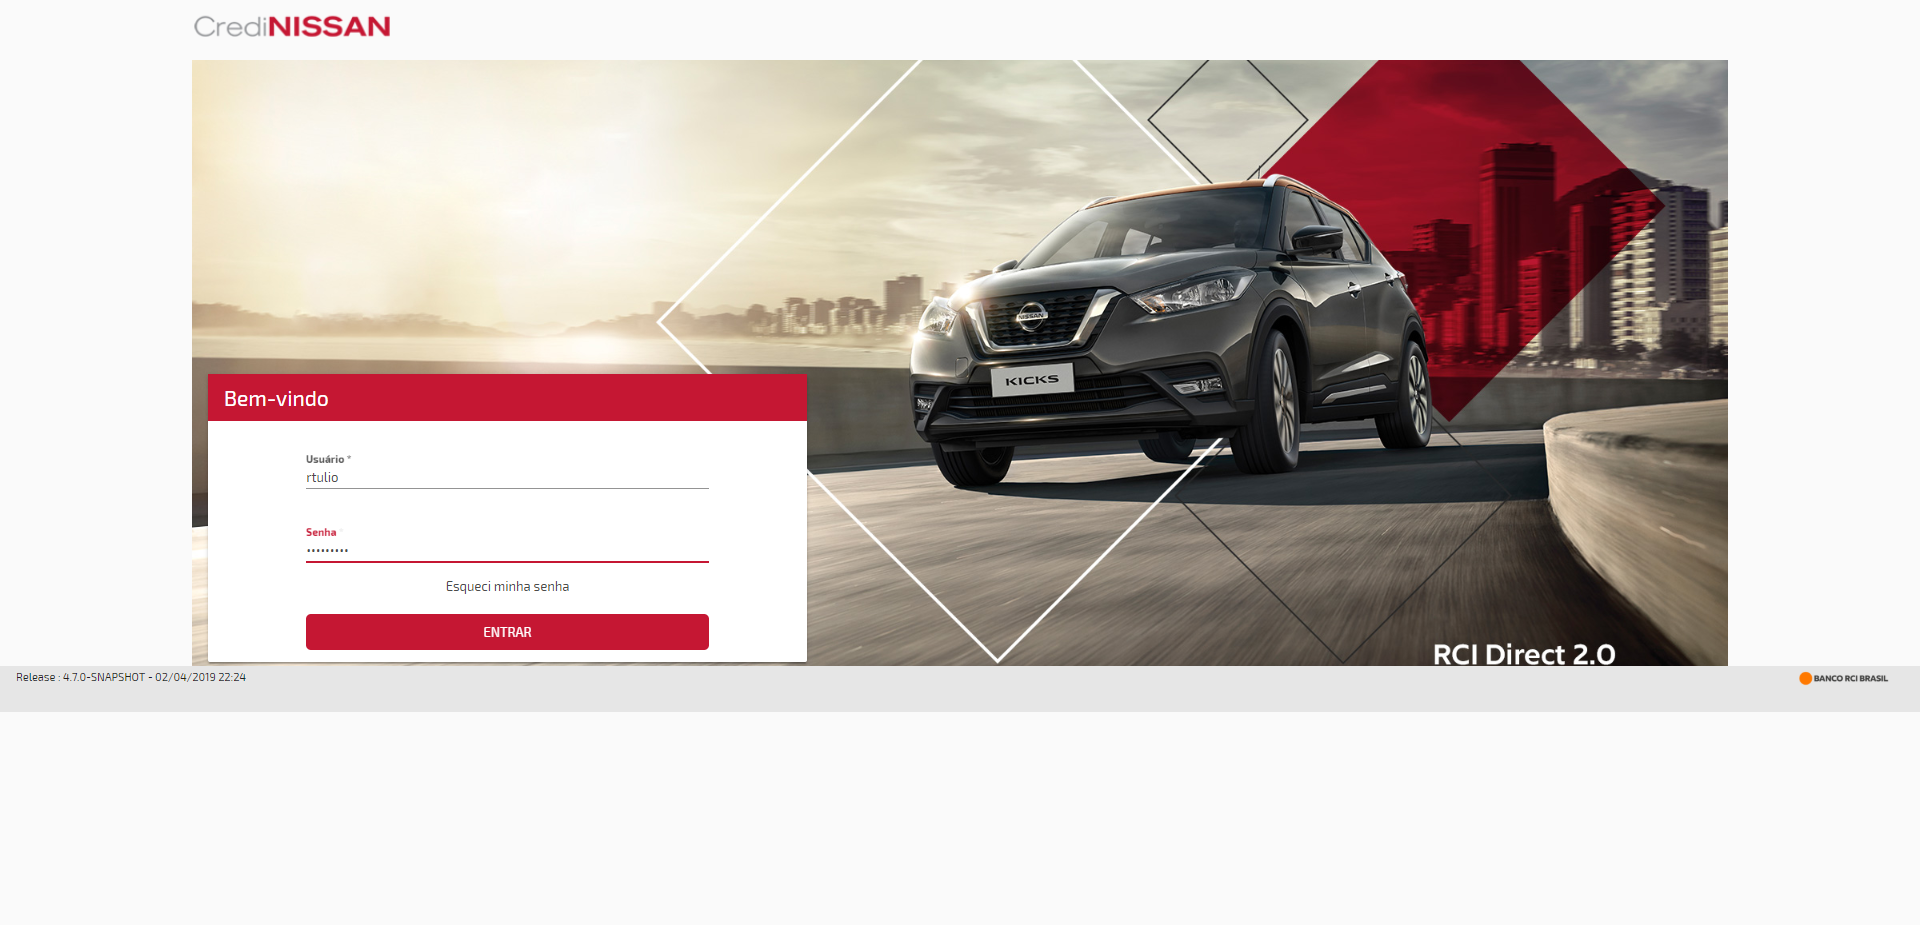 CrediNISSAN
NISSAN
KICKS
Bem-vindo
Usuário *
rtulio
Senha *
•••••••••
Esqueci minha senha
ENTRAR
RCI Direct 2.0
Release : 4.7.0-SNAPSHOT - 02/04/2019 22:24
BANCO RCI BRASIL